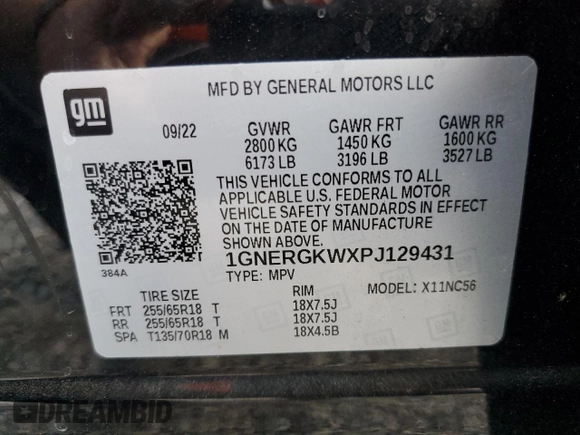 gm
MFD BY GENERAL MOTORS LLC
09/22 GVWR GAWR FRT GAWR RR
2800 KG 1450 KG 1600 KG
6173 LB 3196 LB 3527 LB
THIS VEHICLE CONFORMS TO ALL
APPLICABLE U.S. FEDERAL MOTOR
VEHICLE SAFETY STANDARDS IN EFFECT
ON THE DATE OF MANUFACTURE
SHOWN ABOVE.
384A
1GNERGKWXPJ129431
TYPE: MPV
MODEL: X11NC56
TIRE SIZE RIM
FRT 255/65R18 T 18X7.5J
RR 255/65R18 T 18X7.5J
SPA T135/70R18 M 18X4.5B
DREAMBID